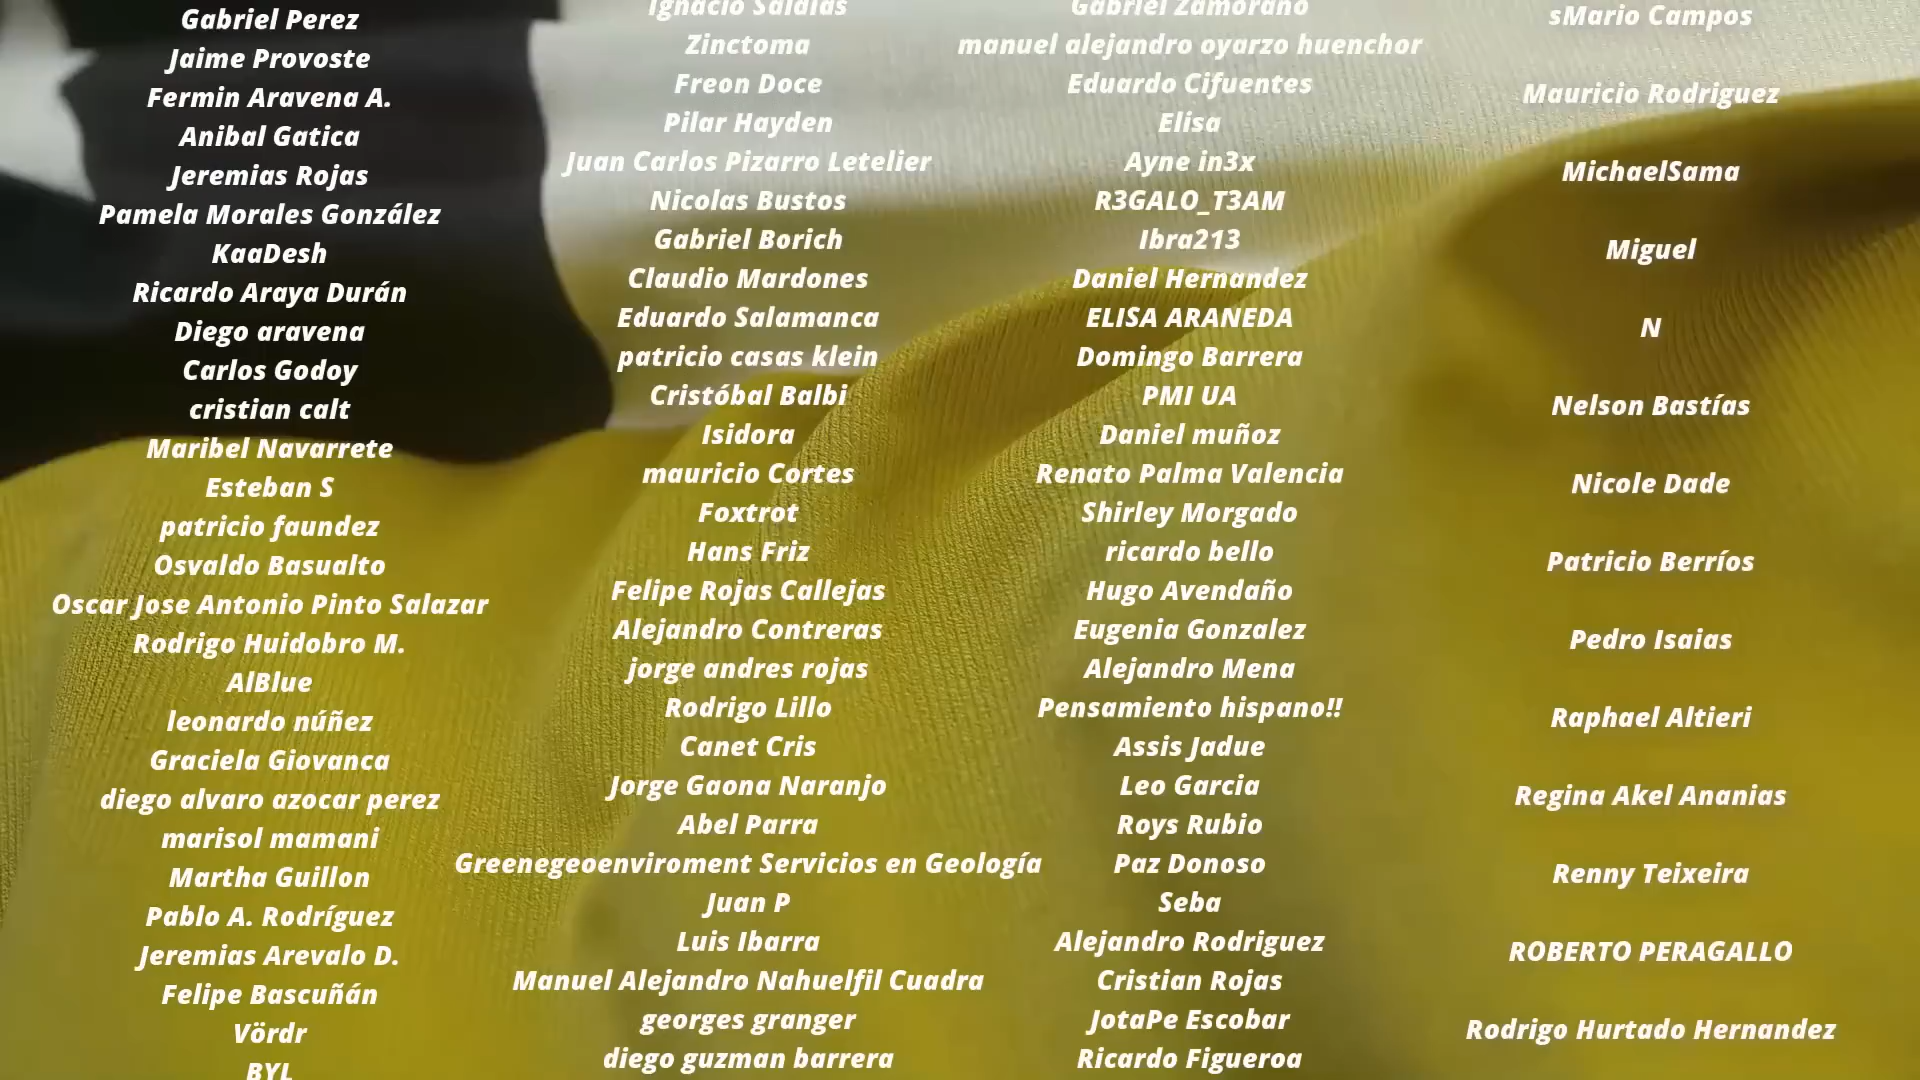 Gabriel Perez
Jaime Provoste
Fermin Aravena A.
Anibal Gatica
Jeremias Rojas
Pamela Morales González
KaaDesh
Ricardo Araya Durán
Diego aravena
Carlos Godoy
cristian calt
Maribel Navarrete
Esteban S
patricio faundez
Osvaldo Basualto
Oscar Jose Antonio Pinto Salazar
Rodrigo Huidobro M.
AlBlue
leonardo núñez
Graciela Giovanca
diego alvaro azocar perez
marisol mamani
Martha Guillon
Pablo A. Rodríguez
Jeremias Arevalo D.
Felipe Bascuñán
Vördr
BYL
Ignacio Saldias
Zinctoma
Freon Doce
Pilar Hayden
Juan Carlos Pizarro Letelier
Nicolas Bustos
Gabriel Borich
Claudio Mardones
Eduardo Salamanca
patricio casas klein
Cristóbal Balbi
Isidora
mauricio Cortes
Foxtrot
Hans Friz
Felipe Rojas Callejas
Alejandro Contreras
jorge andres rojas
Rodrigo Lillo
Canet Cris
Jorge Gaona Naranjo
Abel Parra
Greenegeoenviroment Servicios en Geología
Juan P
Luis Ibarra
Manuel Alejandro Nahuelfil Cuadra
georges granger
diego guzman barrera
Gabriel Zamorano
manuel alejandro oyarzo huenchor
Eduardo Cifuentes
Elisa
Ayne in3x
R3GALO_T3AM
Ibra213
Daniel Hernandez
ELISA ARANEDA
Domingo Barrera
PMI UA
Daniel muñoz
Renato Palma Valencia
Shirley Morgado
ricardo bello
Hugo Avendaño
Eugenia Gonzalez
Alejandro Mena
Pensamiento hispano!!
Assis Jadue
Leo Garcia
Roys Rubio
Paz Donoso
Seba
Alejandro Rodriguez
Cristian Rojas
JotaPe Escobar
Ricardo Figueroa
sMario Campos
Mauricio Rodriguez
MichaelSama
Miguel
N
Nelson Bastías
Nicole Dade
Patricio Berríos
Pedro Isaias
Raphael Altieri
Regina Akel Ananias
Renny Teixeira
ROBERTO PERAGALLO
Rodrigo Hurtado Hernandez